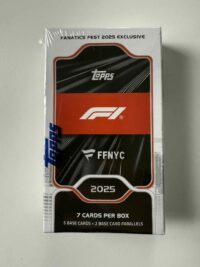 FANATICS FEST 2025 EXCLUSIVE
Topps
F1
FFNYC
2025
7 CARDS PER BOX
5 BASE CARDS + 2 BASE CARD PARALLELS
Topps